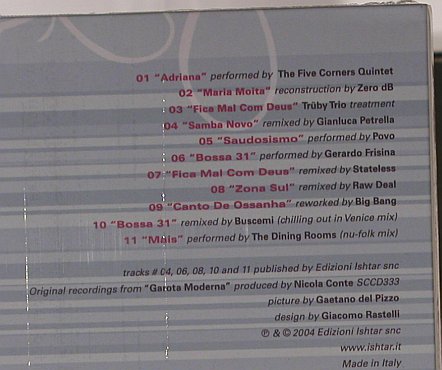 01 "Adriana" performed by The Five Corners Quintet
02 "Maria Moita" reconstruction by Zero dB
03 "Fica Mal Com Deus" Trüby Trio treatment
04 "Samba Novo" remixed by Gianluca Petrella
05 "Saudosismo" performed by Povo
06 "Bossa 31" performed by Gerardo Frisina
07 "Fica Mal Com Deus" remixed by Stateless
08 "Zona Sul" remixed by Raw Deal
09 "Canto De Ossanha" reworked by Big Bang
10 "Bossa 31" remixed by Buscemi (chilling out in Venice mix)
11 "Mais" performed by The Dining Rooms (nu-folk mix)
tracks # 04, 06, 08, 10 and 11 published by Edizioni Ishtar snc
Original recordings from "Garota Moderna" produced by Nicola Conte SCCD333
picture by Gaetano del Pizzo
design by Giacomo Rastelli
℗ & © 2004 Edizioni Ishtar snc
www.ishtar.it
Made in Italy